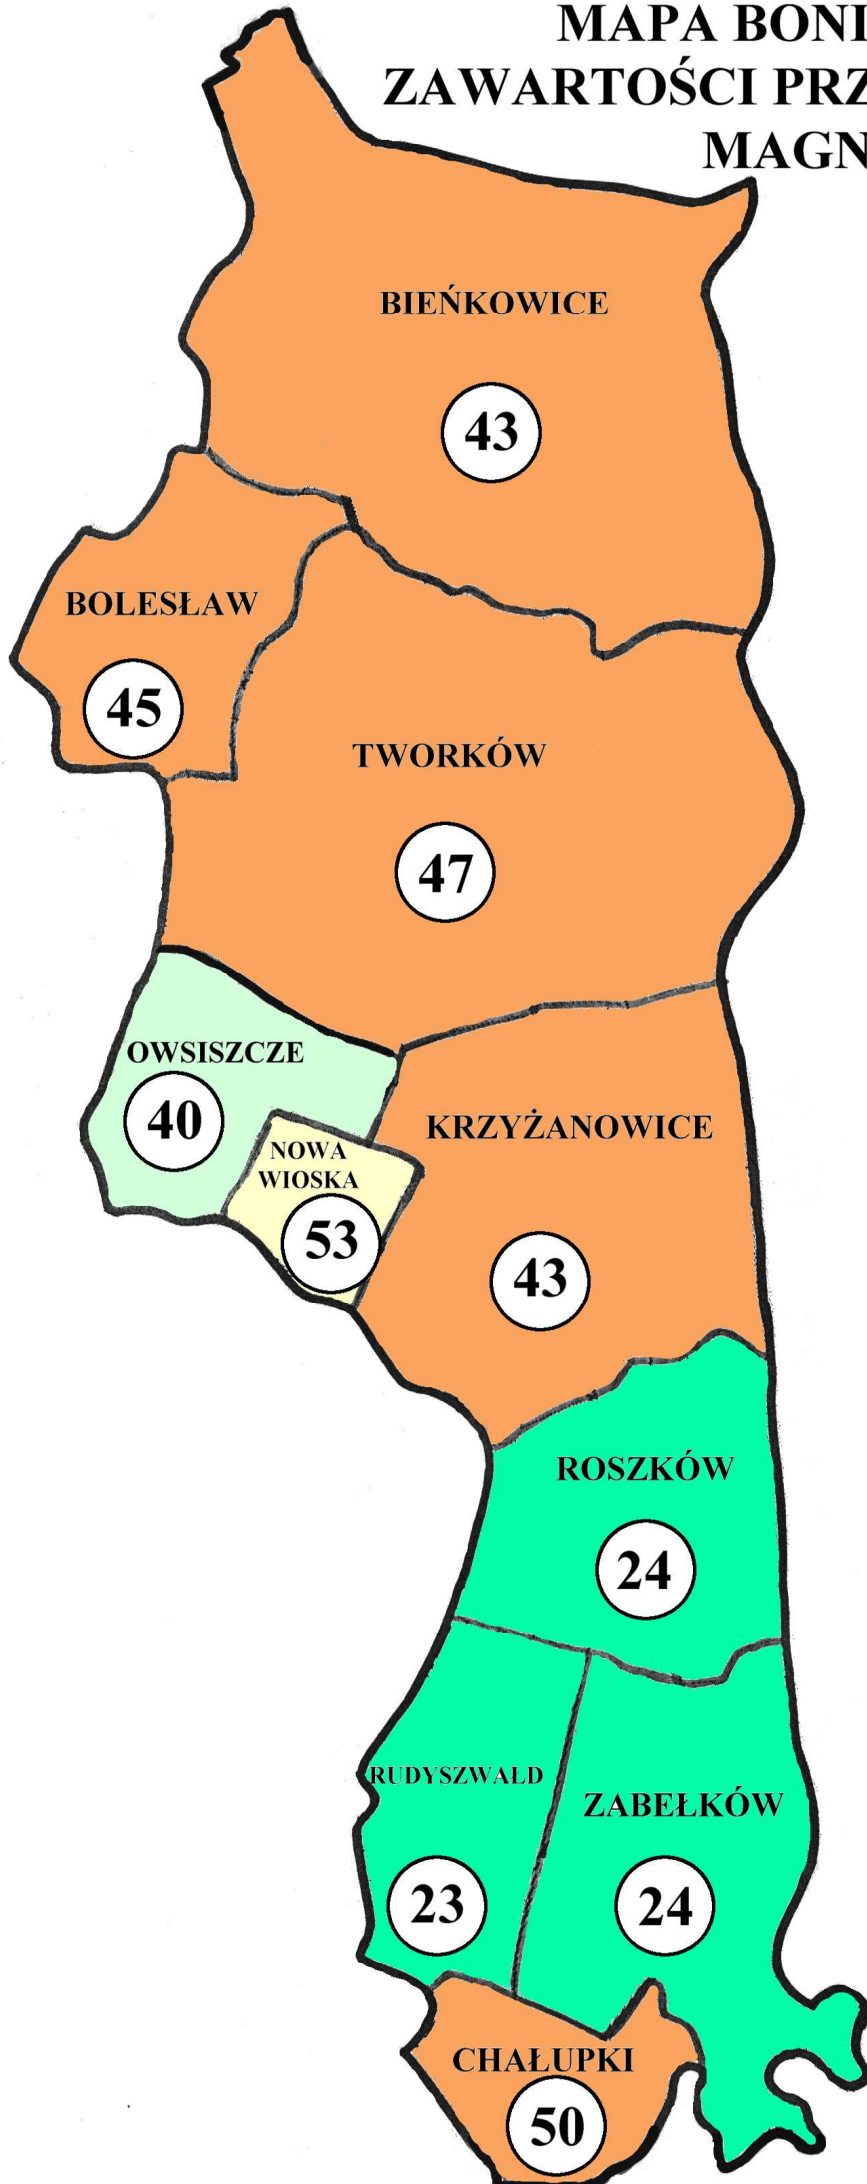 MAPA BONI
ZAWARTOŚCI PRZ
MAGN
BIEŃKOWICE
43
BOLESŁAW
45
TWORKÓW
47
OWSISZCZE
40
NOWA
WIOSKA
53
KRZYŻANOWICE
43
ROSZKÓW
24
RUDYSZWAŁD
23
ZABEŁKÓW
24
CHAŁUPKI
50